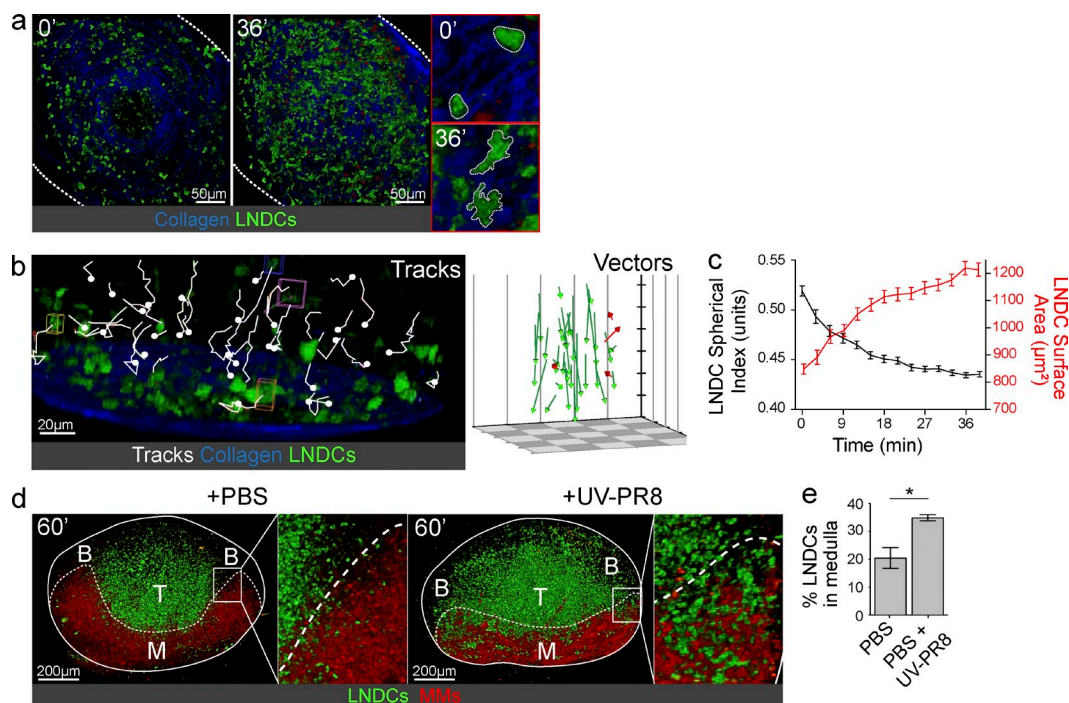 a
0’
36’
0’
36’
50µm
50µm
Collagen LNDCs
b
Tracks
20µm
Tracks Collagen LNDCs
Vectors
c
LNDC Spherical
Index (units)
0.55
0.50
0.45
0.40
0
9
18
27
36
Time (min)
1200
1100
1000
900
800
700
LNDC Surface
Area (µm²)
d
+PBS
+UV-PR8
60’
B
B
T
M
200µm
60’
B
B
T
M
200µm
LNDCs MMs
e
% LNDCs
in medulla
40
30
20
10
0
*
PBS
PBS +
UV-PR8